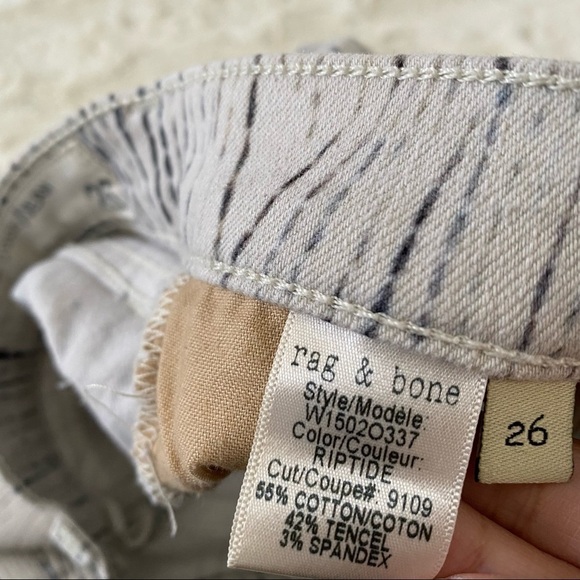 rag & bone
Style/Modèle:
W1502O337
Color/Couleur:
RIPTIDE
Cut/Coupe#: 9109
55% COTTON/COTON
42% TENCEL
3% SPANDEX
26